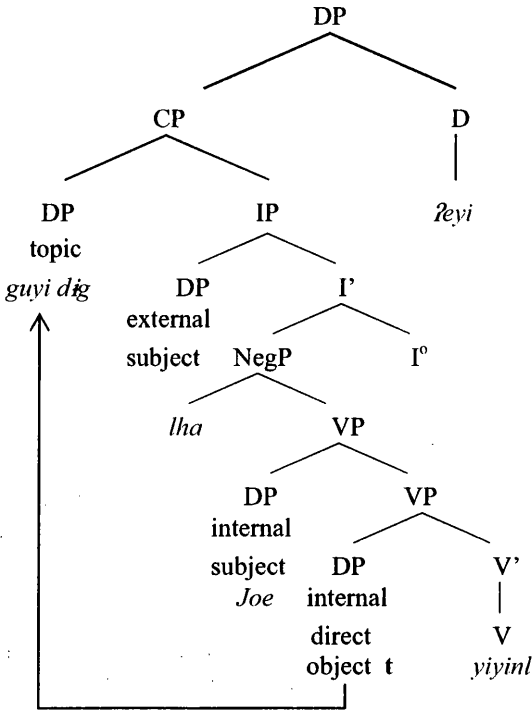 DP
CP D
DP IP ʔeyi
topic
guyi dɨg DP I’
external
subject NegP Iº
lha VP
DP VP
internal
subject DP V’
Joe internal
direct V
object t yiyinl